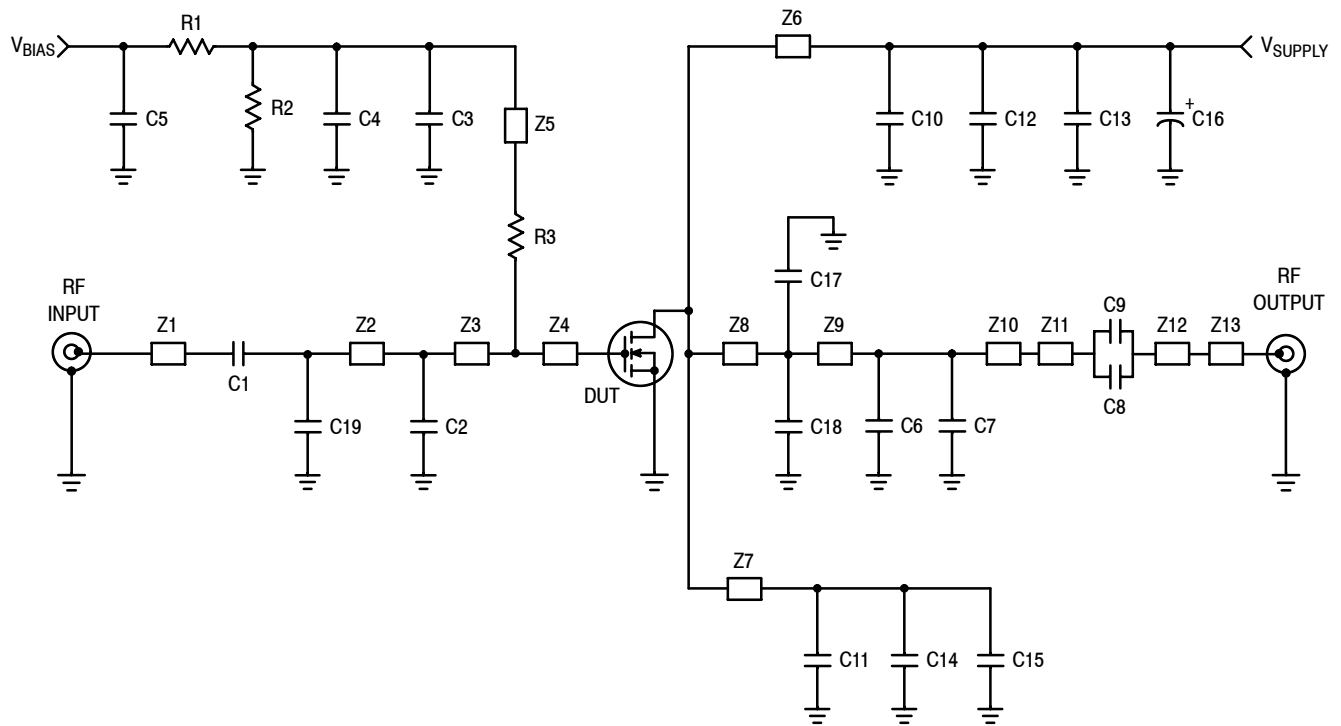 R1
Z6
V_BIAS
V_SUPPLY
C5
R2
C4
C3
Z5
C10
C12
C13
+
C16
R3
C17
RF
INPUT
RF
OUTPUT
Z1
Z2
Z3
Z4
Z8
Z9
Z10
Z11
C9
Z12
Z13
C1
DUT
C8
C19
C2
C18
C6
C7
Z7
C11
C14
C15